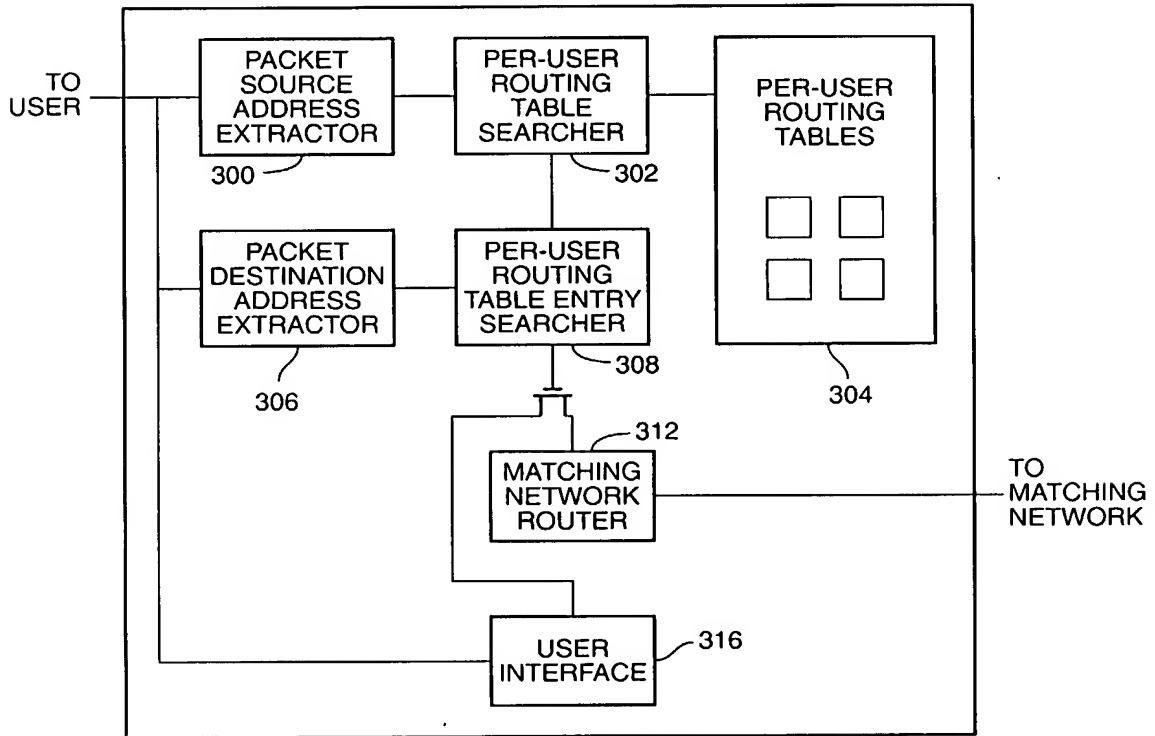 TO
USER
PACKET
SOURCE
ADDRESS
EXTRACTOR
300
PER-USER
ROUTING
TABLE
SEARCHER
302
PER-USER
ROUTING
TABLES
304
PACKET
DESTINATION
ADDRESS
EXTRACTOR
306
PER-USER
ROUTING
TABLE ENTRY
SEARCHER
308
312
MATCHING
NETWORK
ROUTER
TO
MATCHING
NETWORK
USER
INTERFACE
316